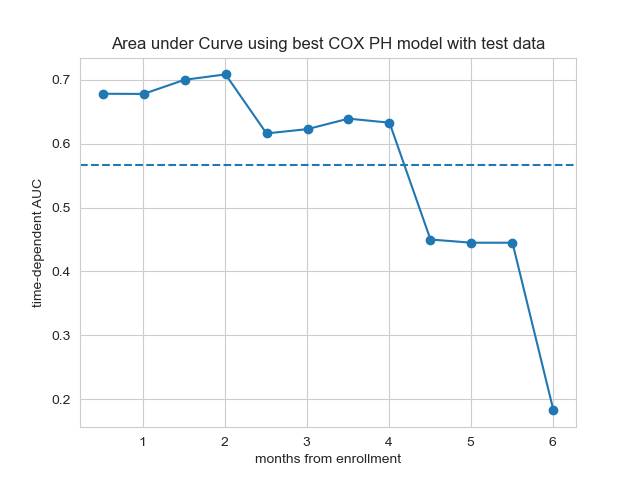 Area under Curve using best COX PH model with test data
0.7
0.6
0.5
0.4
0.3
0.2
time-dependent AUC
1 2 3 4 5 6
months from enrollment